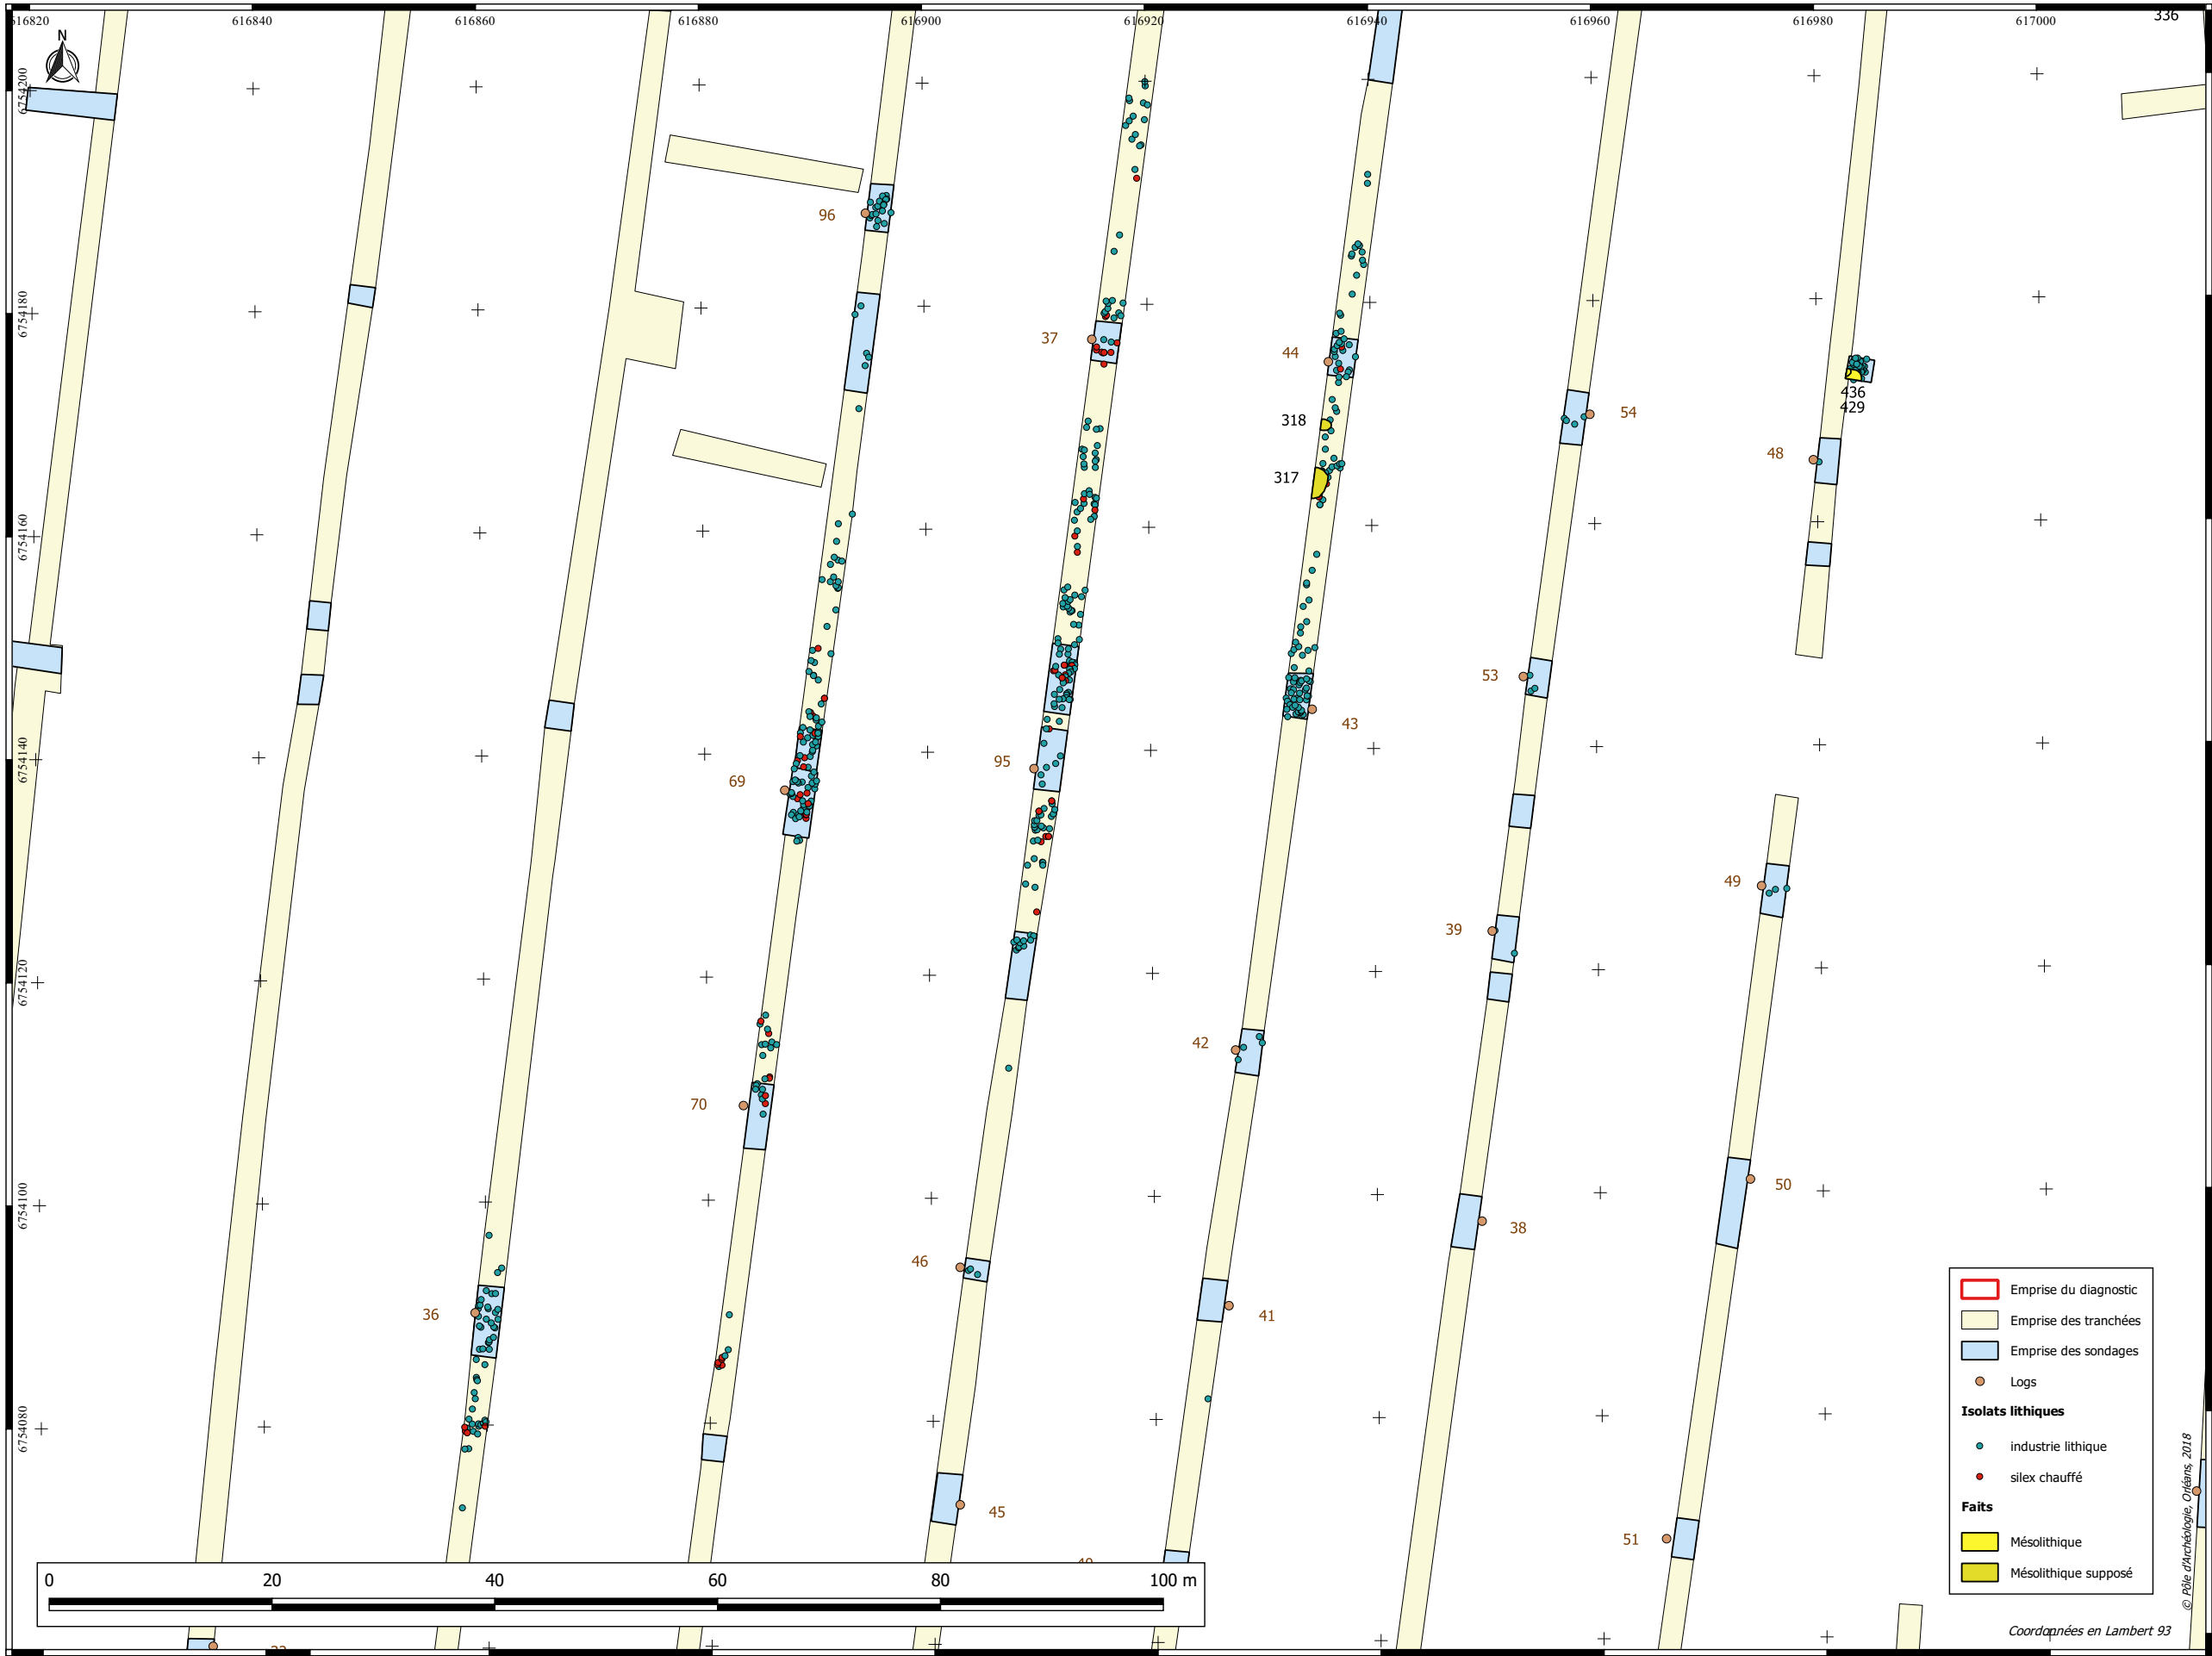 616820 616840 616860 616880 616900 616920 616940 616960 616980 617000
336
N
6754200
6754180
6754160
6754140
6754120
6754100
6754080
96
37
44
318
317
54
436
429
48
53
43
69
95
49
39
42
70
50
38
46
36
41
45
51
0 20 40 60 80 100 m
Emprise du diagnostic
Emprise des tranchées
Emprise des sondages
Logs
Isolats lithiques
industrie lithique
silex chauffé
Faits
Mésolithique
Mésolithique supposé
© Pôle d'Archéologie, Orléans, 2018
Coordonnées en Lambert 93